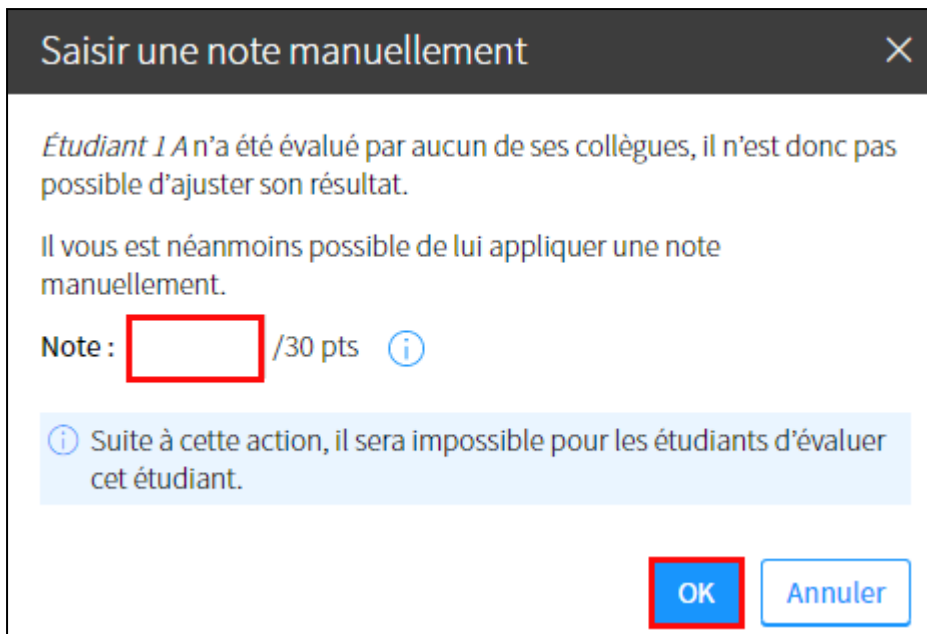 Saisir une note manuellement
Étudiant 1 A n’a été évalué par aucun de ses collègues, il n’est donc pas
possible d’ajuster son résultat.
Il vous est néanmoins possible de lui appliquer une note
manuellement.
Note : /30 pts
Suite à cette action, il sera impossible pour les étudiants d’évaluer
cet étudiant.
OK Annuler